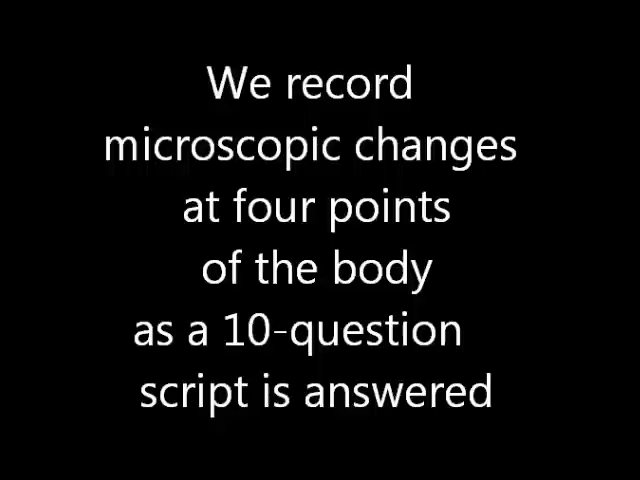 We record
microscopic changes
at four points
of the body
as a 10-question
script is answered